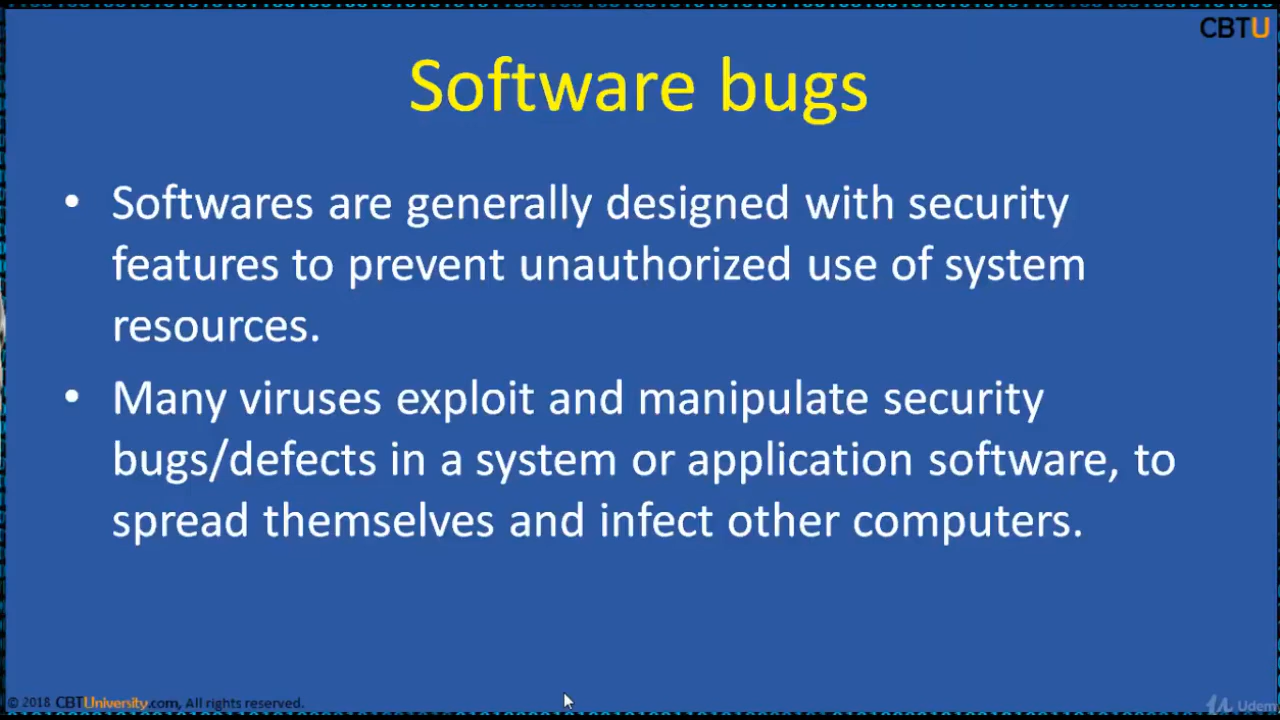 CBTU
Software bugs
• Softwares are generally designed with security
features to prevent unauthorized use of system
resources.
• Many viruses exploit and manipulate security
bugs/defects in a system or application software, to
spread themselves and infect other computers.
© 2018 CBTUniversity.com, All rights reserved.